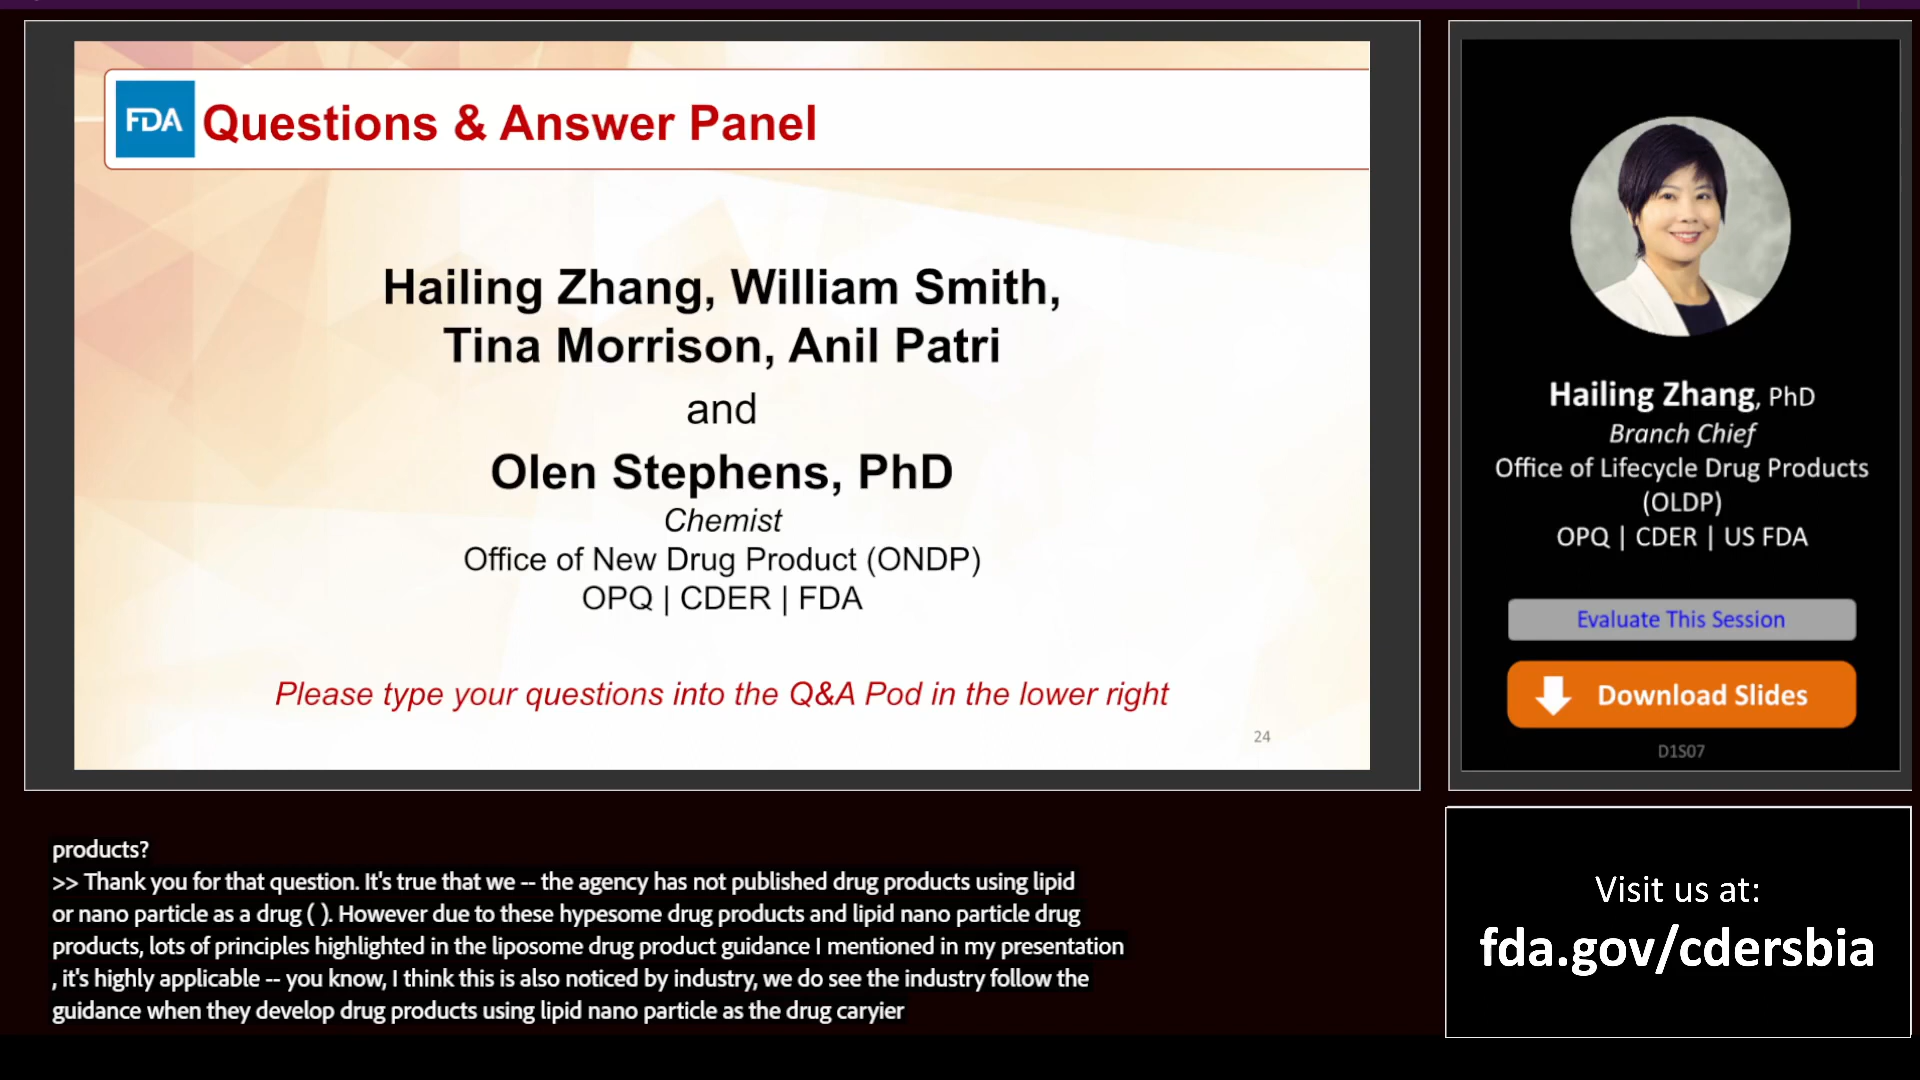 FDA
Questions & Answer Panel
Hailing Zhang, William Smith,
Tina Morrison, Anil Patri
and
Olen Stephens, PhD
Chemist
Office of New Drug Product (ONDP)
OPQ | CDER | FDA
Please type your questions into the Q&A Pod in the lower right
24
Hailing Zhang, PhD
Branch Chief
Office of Lifecycle Drug Products
(OLDP)
OPQ | CDER | US FDA
Evaluate This Session
Download Slides
D1S07
products?
>> Thank you for that question. It's true that we -- the agency has not published drug products using lipid
or nano particle as a drug ( ). However due to these hypesome drug products and lipid nano particle drug
products, lots of principles highlighted in the liposome drug product guidance I mentioned in my presentation
, it's highly applicable -- you know, I think this is also noticed by industry, we do see the industry follow the
guidance when they develop drug products using lipid nano particle as the drug caryier
Visit us at:
fda.gov/cdersbia